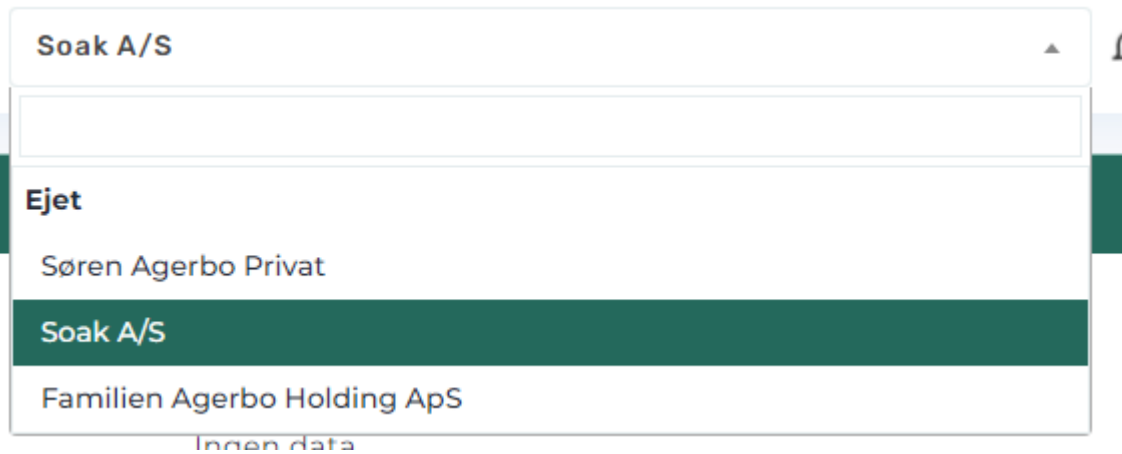 Soak A/S
Ejet
Søren Agerbo Privat
Soak A/S
Familien Agerbo Holding ApS
Ingen data